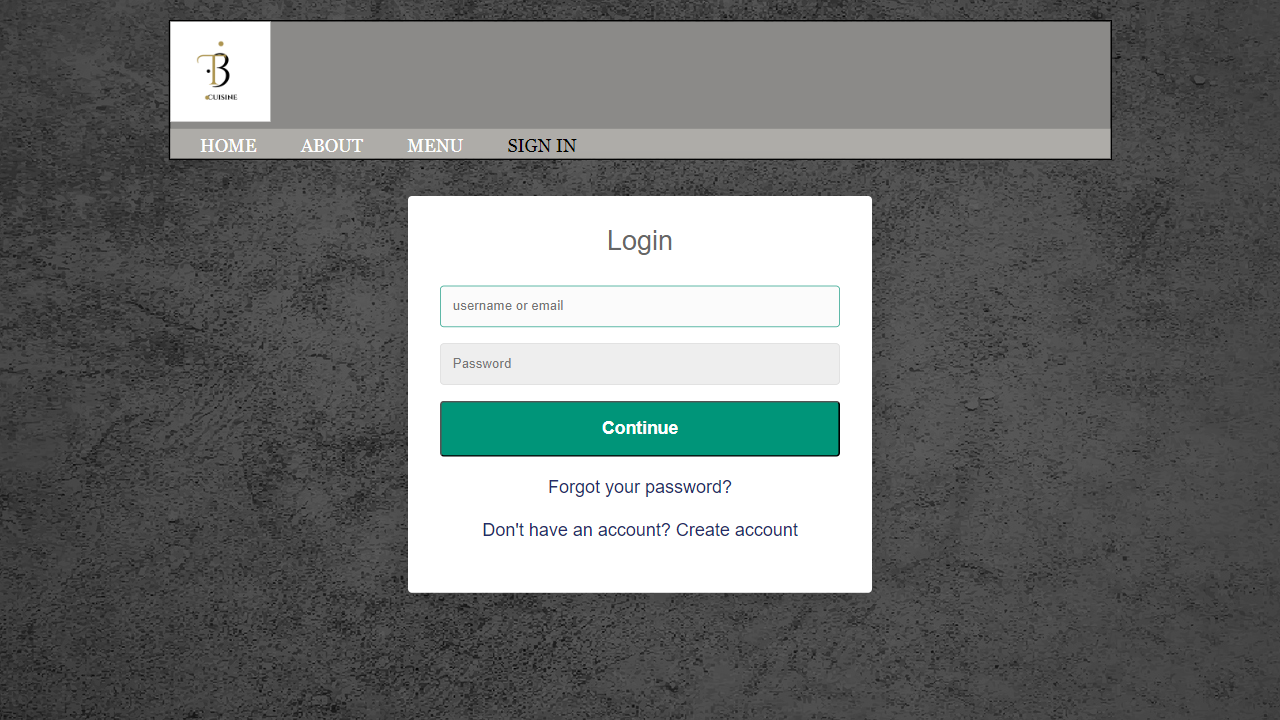 TB
CUISINE
HOME ABOUT MENU SIGN IN
Login
username or email
Password
Continue
Forgot your password?
Don't have an account? Create account